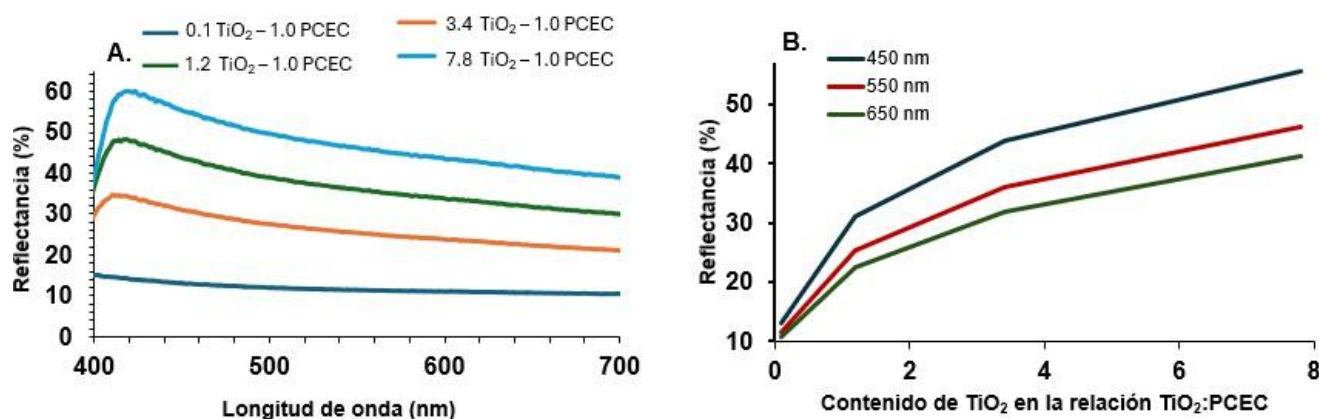 A.
0.1 TiO₂ – 1.0 PCEC
3.4 TiO₂ – 1.0 PCEC
1.2 TiO₂ – 1.0 PCEC
7.8 TiO₂ – 1.0 PCEC
Reflectancia (%)
60
50
40
30
20
10
0
400
500
600
700
Longitud de onda (nm)
B.
450 nm
550 nm
650 nm
Reflectancia (%)
50
40
30
20
10
0
2
4
6
8
Contenido de TiO₂ en la relación TiO₂:PCEC